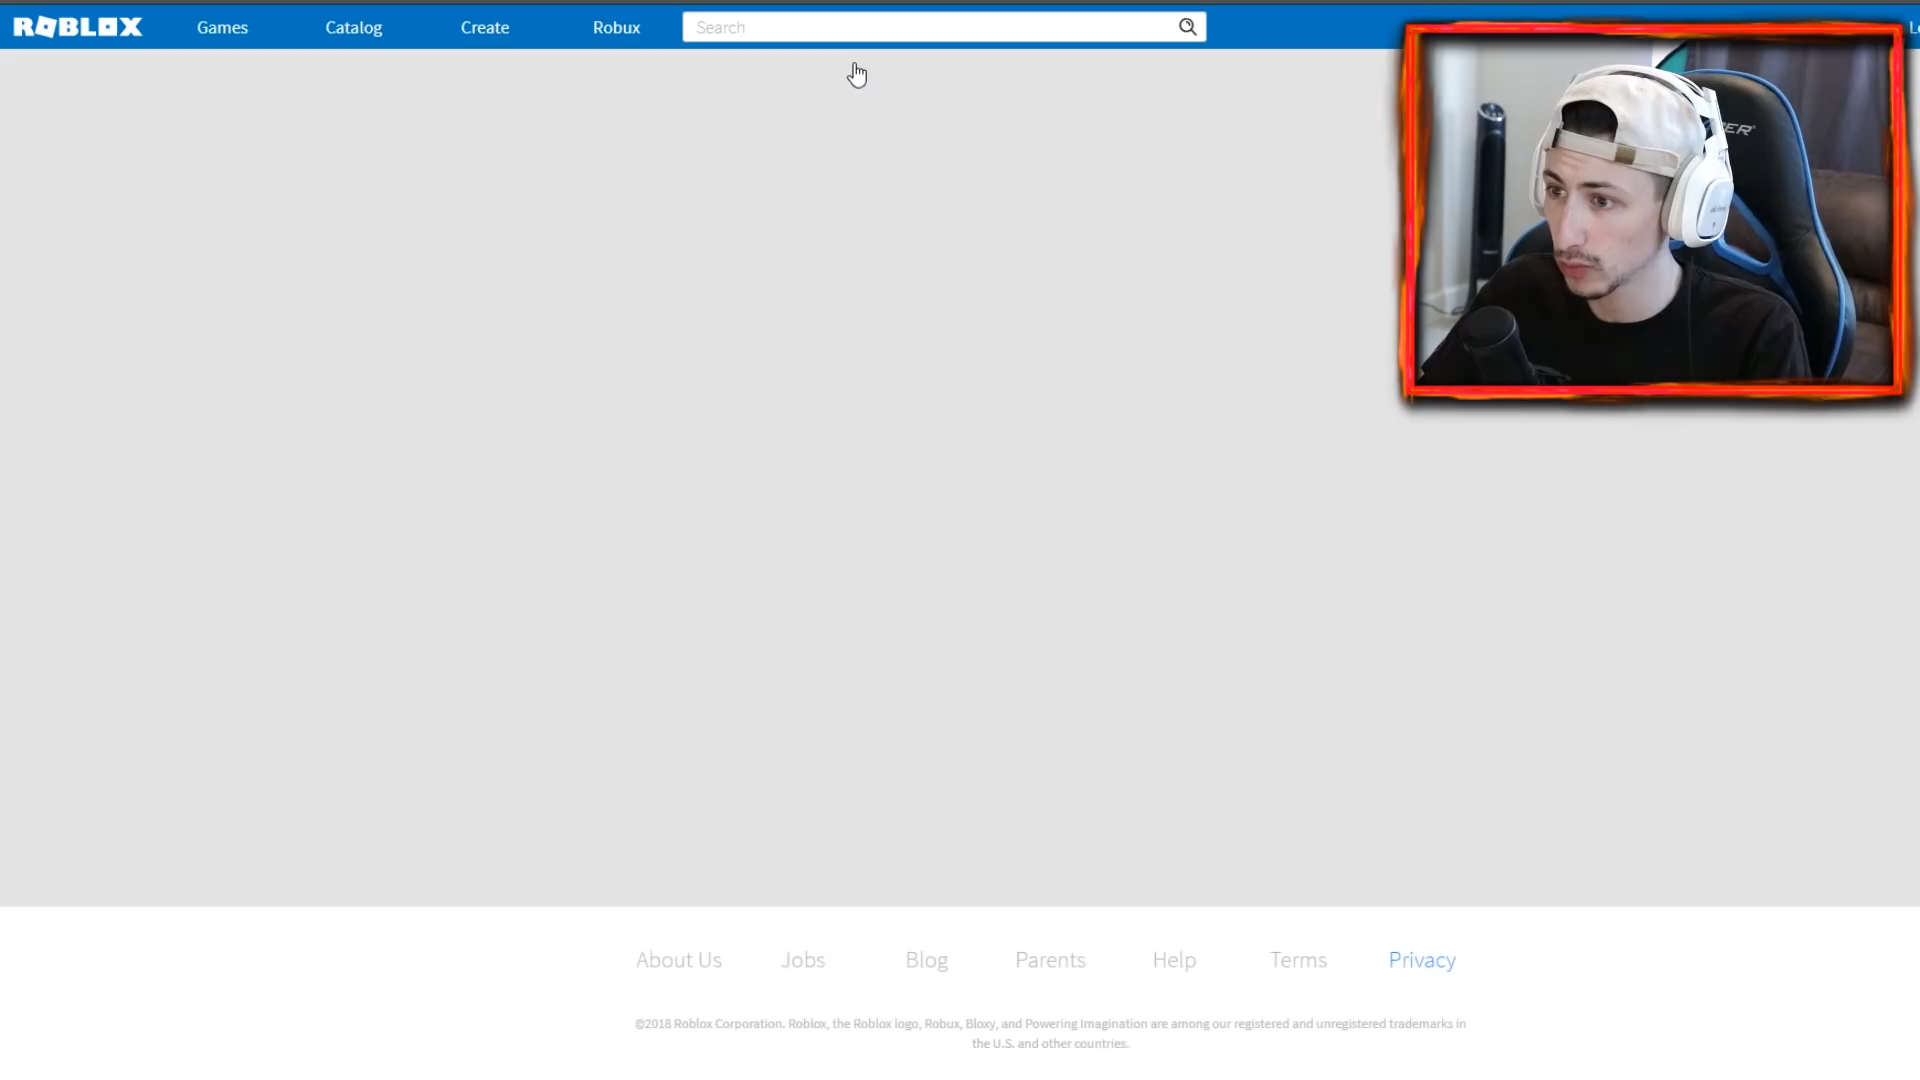 ROBLOX Games Catalog Create Robux Search
About Us Jobs Blog Parents Help Terms Privacy
©2018 Roblox Corporation. Roblox, the Roblox logo, Robux, Bloxy, and Powering Imagination are among our registered and unregistered trademarks in
the U.S. and other countries.